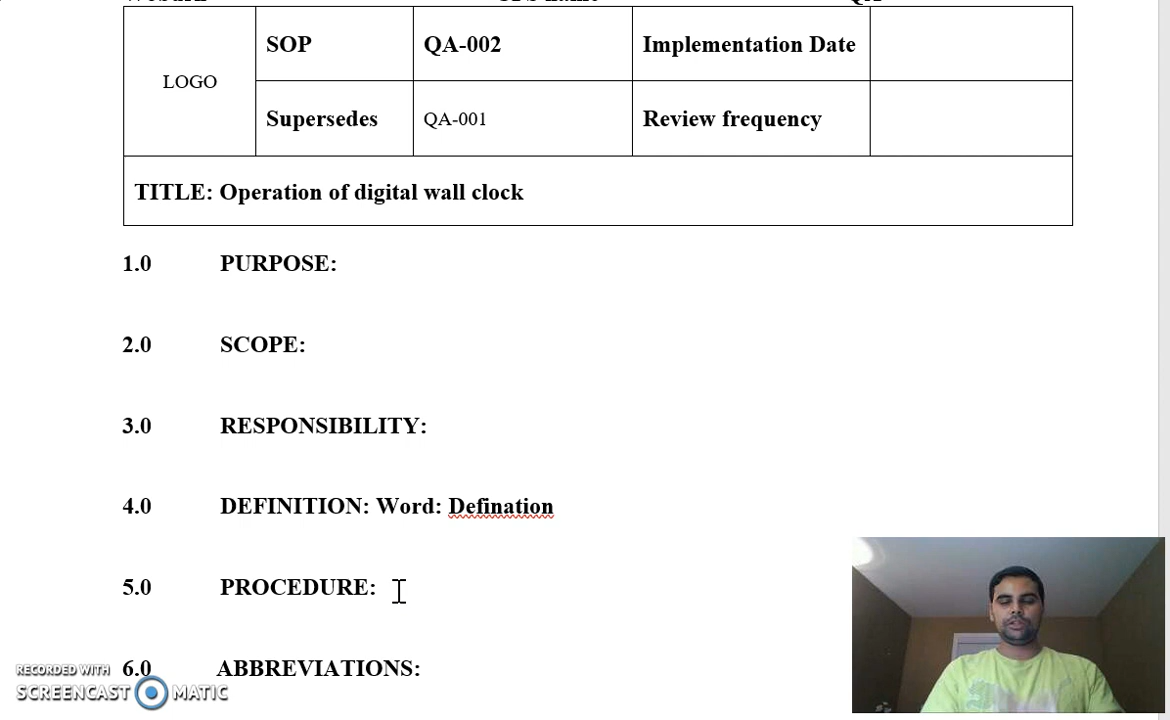 LOGO
SOP
QA-002
Implementation Date
Supersedes
QA-001
Review frequency
TITLE: Operation of digital wall clock
1.0 PURPOSE:
2.0 SCOPE:
3.0 RESPONSIBILITY:
4.0 DEFINITION: Word: Defination
5.0 PROCEDURE:
6.0 ABBREVIATIONS:
RECORDED WITH
SCREENCAST MATIC